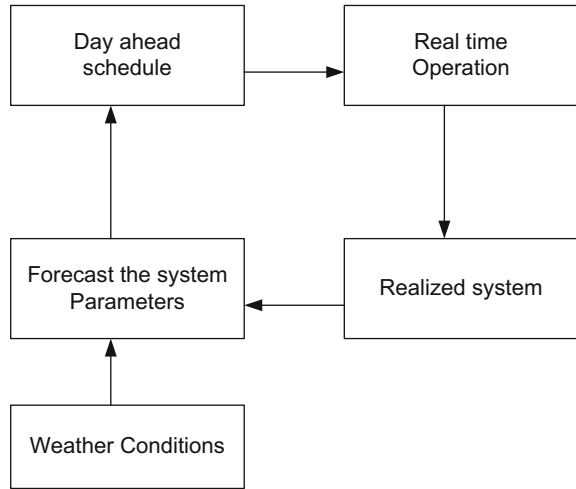 Day ahead
schedule
Real time
Operation
Forecast the system
Parameters
Realized system
Weather Conditions